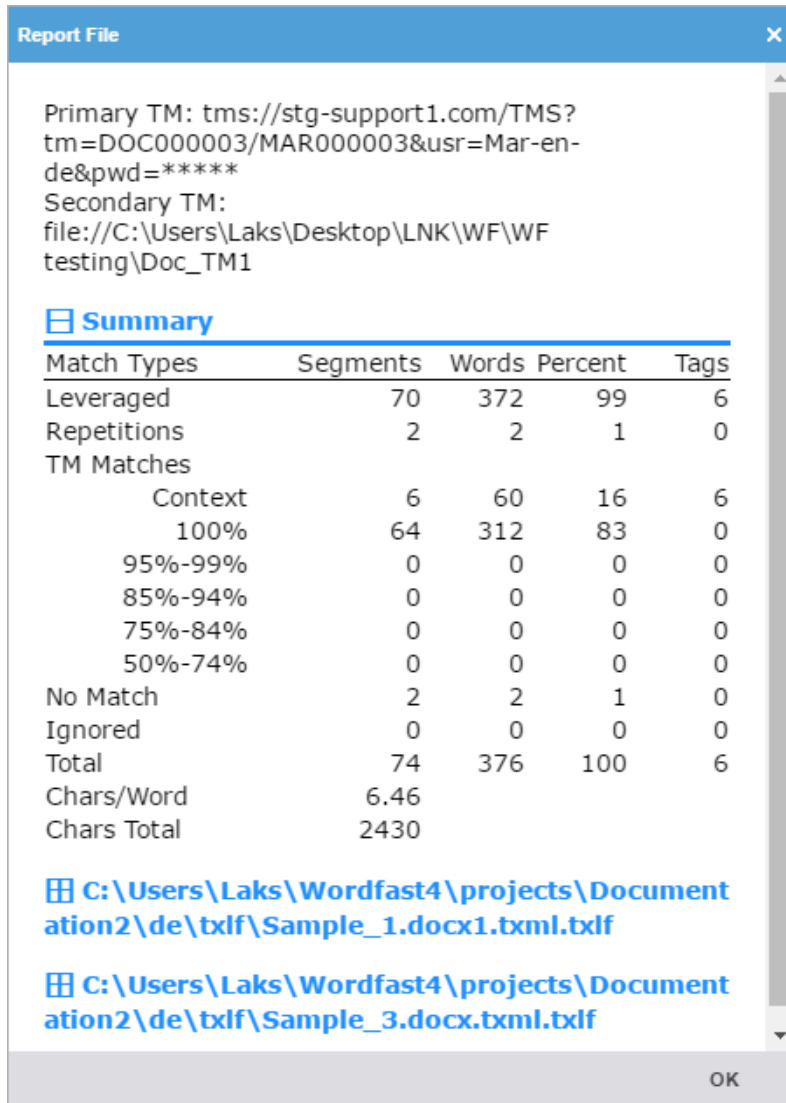 Report File
Primary TM: tms://stg-support1.com/TMS?
tm=DOC000003/MAR000003&usr=Mar-en-
de&pwd=*****
Secondary TM:
file://C:\Users\Laks\Desktop\LNK\WF\WF
testing\Doc_TM1
Summary
Match Types Segments Words Percent Tags
Leveraged 70 372 99 6
Repetitions 2 2 1 0
TM Matches
Context 6 60 16 6
100% 64 312 83 0
95%-99% 0 0 0 0
85%-94% 0 0 0 0
75%-84% 0 0 0 0
50%-74% 0 0 0 0
No Match 2 2 1 0
Ignored 0 0 0 0
Total 74 376 100 6
Chars/Word 6.46
Chars Total 2430
C:\Users\Laks\Wordfast4\projects\Document
ation2\de\txlf\Sample_1.docx1.txml.txlf
C:\Users\Laks\Wordfast4\projects\Document
ation2\de\txlf\Sample_3.docx.txml.txlf
OK